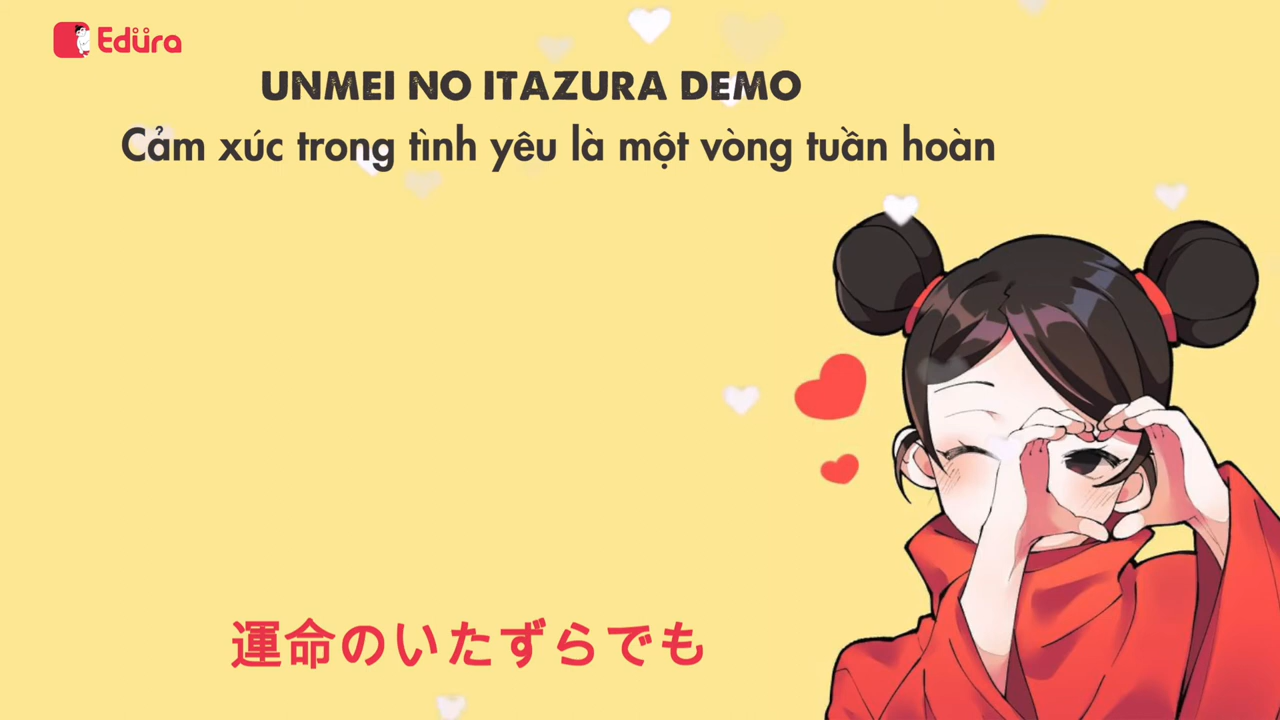 Edüra
UNMEI NO ITAZURA DEMO
Cảm xúc trong tình yêu là một vòng tuần hoàn
運命のいたずらでも